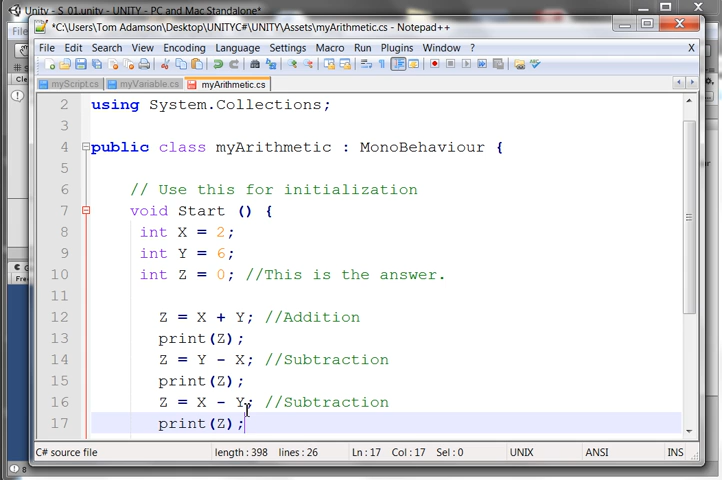 Unity - S_01.unity - UNITY - PC and Mac Standalone*
*C:\Users\Tom Adamson\Desktop\UNITYC#\UNITY\Assets\myArithmetic.cs - Notepad++
File Edit Search View Encoding Language Settings Macro Run Plugins Window ? X
myScript.cs myVariable.cs myArithmetic.cs
2 using System.Collections;
3
4 public class myArithmetic : MonoBehaviour {
5
6 // Use this for initialization
7 void Start () {
8 int X = 2;
9 int Y = 6;
10 int Z = 0; //This is the answer.
11
12 Z = X + Y; //Addition
13 print(Z);
14 Z = Y - X; //Subtraction
15 print(Z);
16 Z = X - Y; //Subtraction
17 print(Z);
C# source file length : 398 lines : 26 Ln : 17 Col : 17 Sel : 0 UNIX ANSI INS